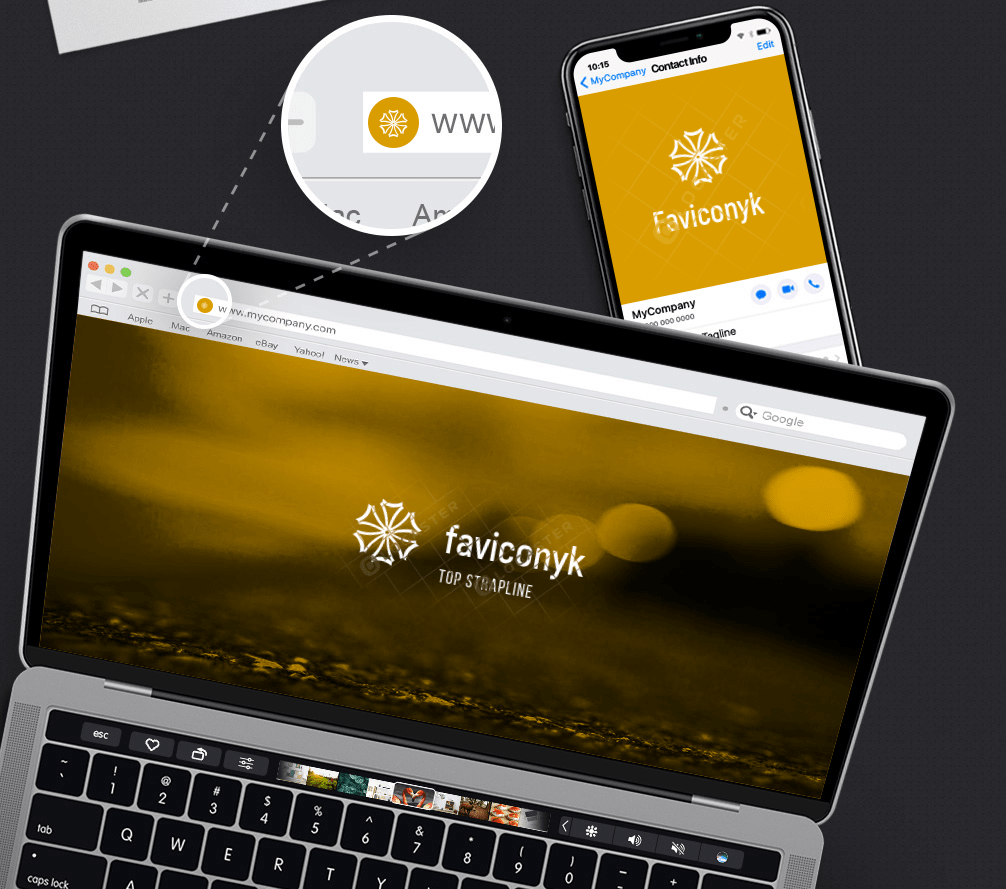 www
ac
Am
10:15
MyCompany
Contact Info
Edit
Faviconyk
MyCompany
000 000 0000
Tagline
www.mycompany.com
Google
Apple
Mac
Amazon
eBay
Yahoo!
News
faviconyk
TOP STRAPLINE
esc
~
`
!
1
@
2
#
3
$
4
%
5
^
6
&
7
*
8
(
9
)
0
–
+
tab
Q
W
E
R
T
Y
caps lock
A